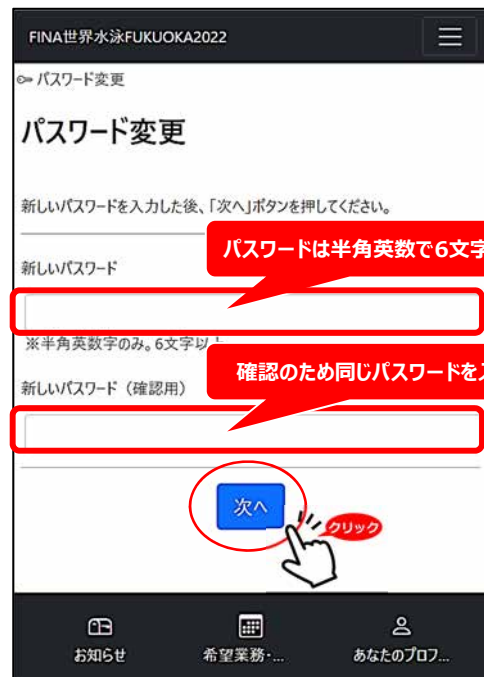 FINA世界水泳FUKUOKA2022
パスワード変更
パスワード変更
新しいパスワードを入力した後、「次へ」ボタンを押してください。
パスワードは半角英数で6文字
新しいパスワード
※半角英数字のみ。6文字以上
確認のため同じパスワードを入
新しいパスワード（確認用）
次へ
クリック
お知らせ
希望業務・...
あなたのプロフ...